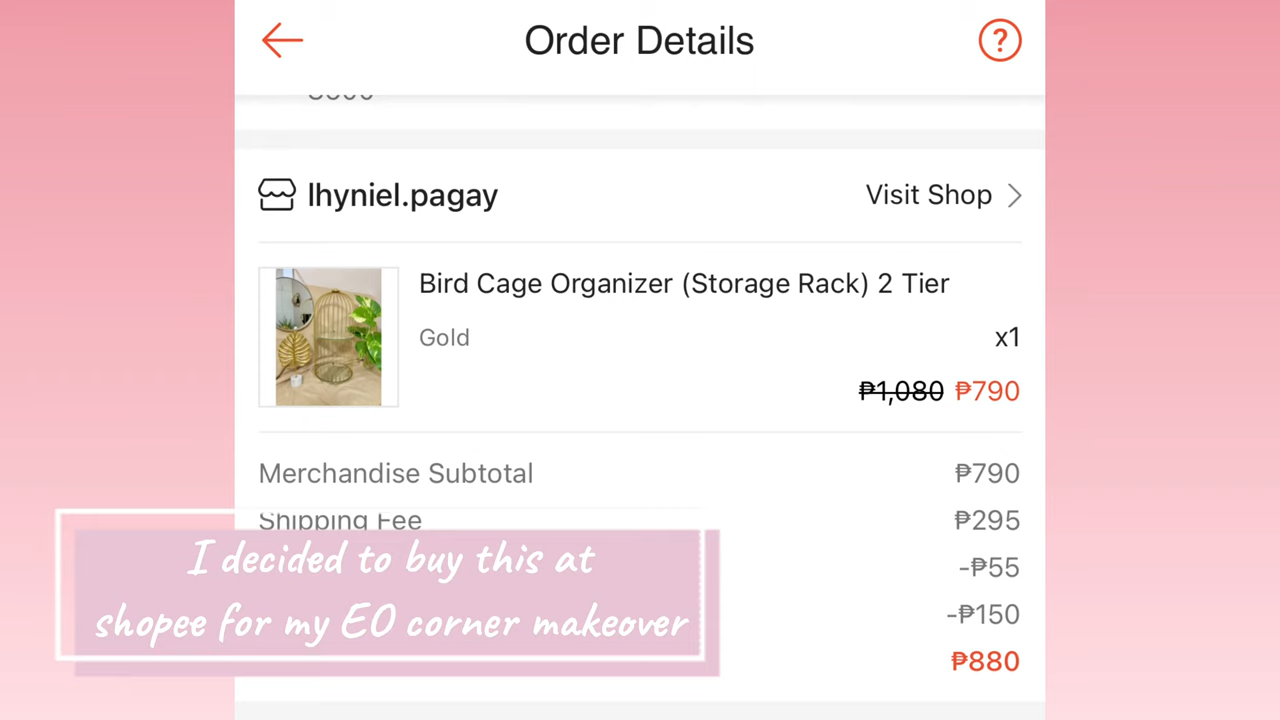 Order Details
?
lhyniel.pagay
Visit Shop
Bird Cage Organizer (Storage Rack) 2 Tier
Gold
x1
₱1,080 ₱790
Merchandise Subtotal
₱790
Shipping Fee
₱295
-₱55
-₱150
₱880
I decided to buy this at
shopee for my EO corner makeover